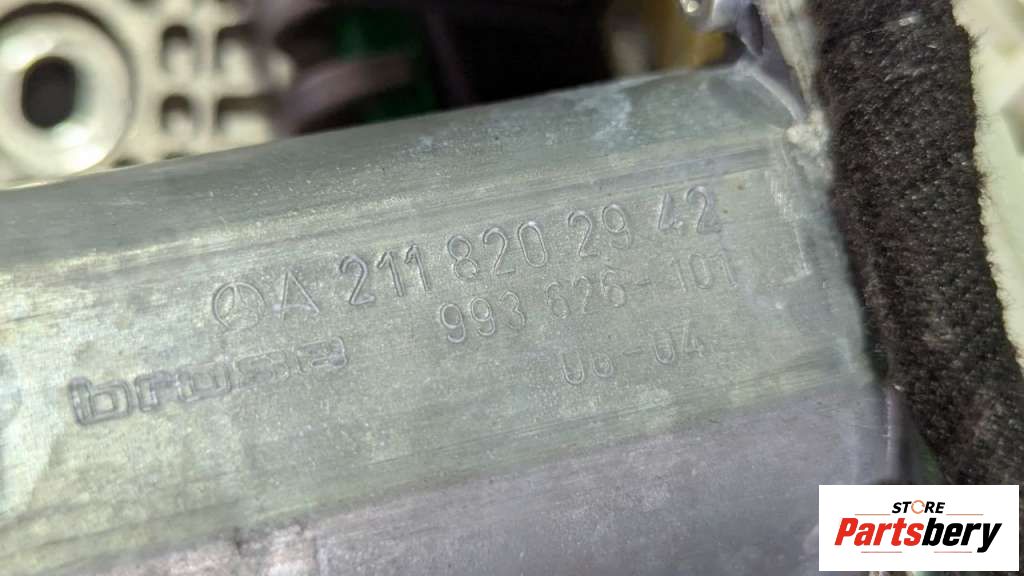 A 211 820 29 42
993 626-101
brose
06-04
STORE
Partsbery